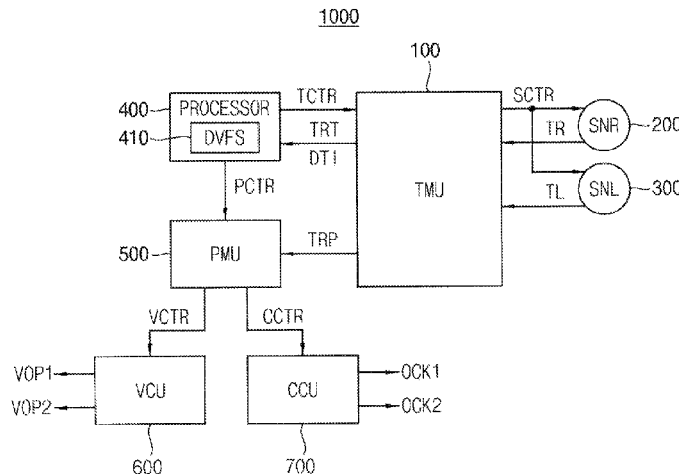 1000
100
400
PROCESSOR
TCTR
SCTR
410
DVFS
TRT
TR
SNR
200
DTI
PCTR
TMU
TL
SNL
300
500
PMU
TRP
VCTR
CCTR
VOP1
VCU
CCU
OCK1
VOP2
OCK2
600
700